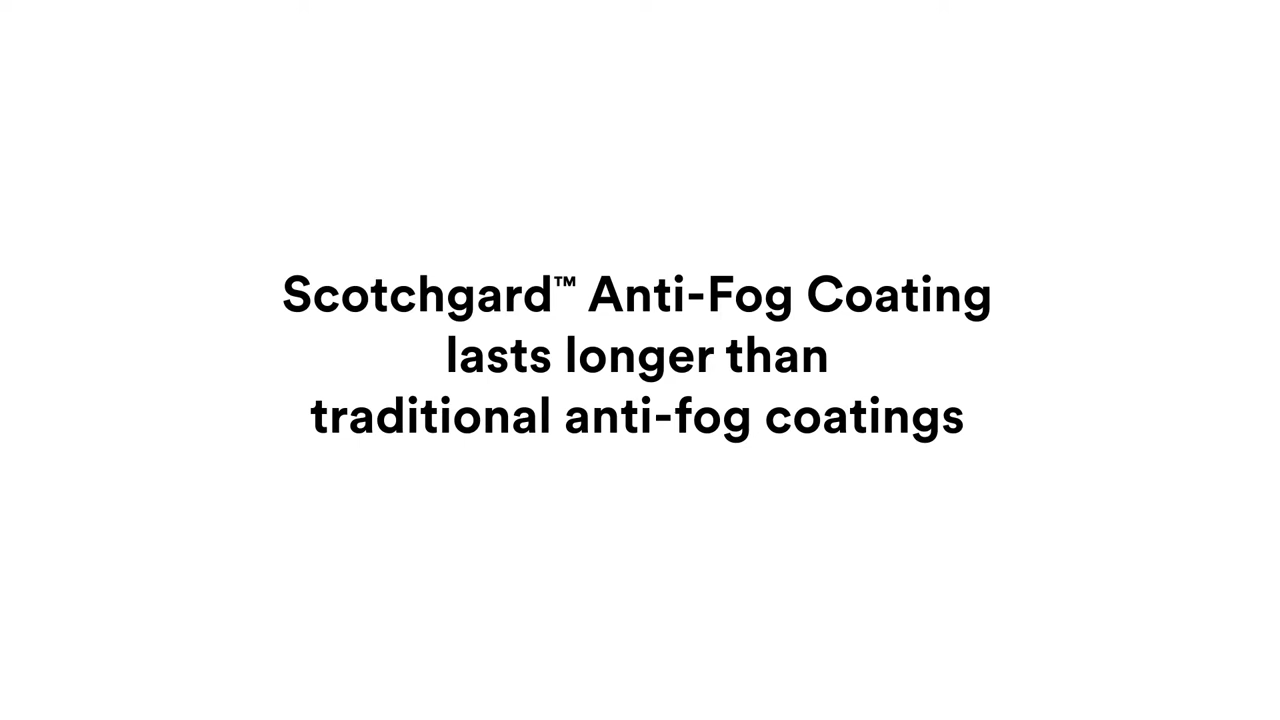 Scotchgard™ Anti-Fog Coating
lasts longer than
traditional anti-fog coatings